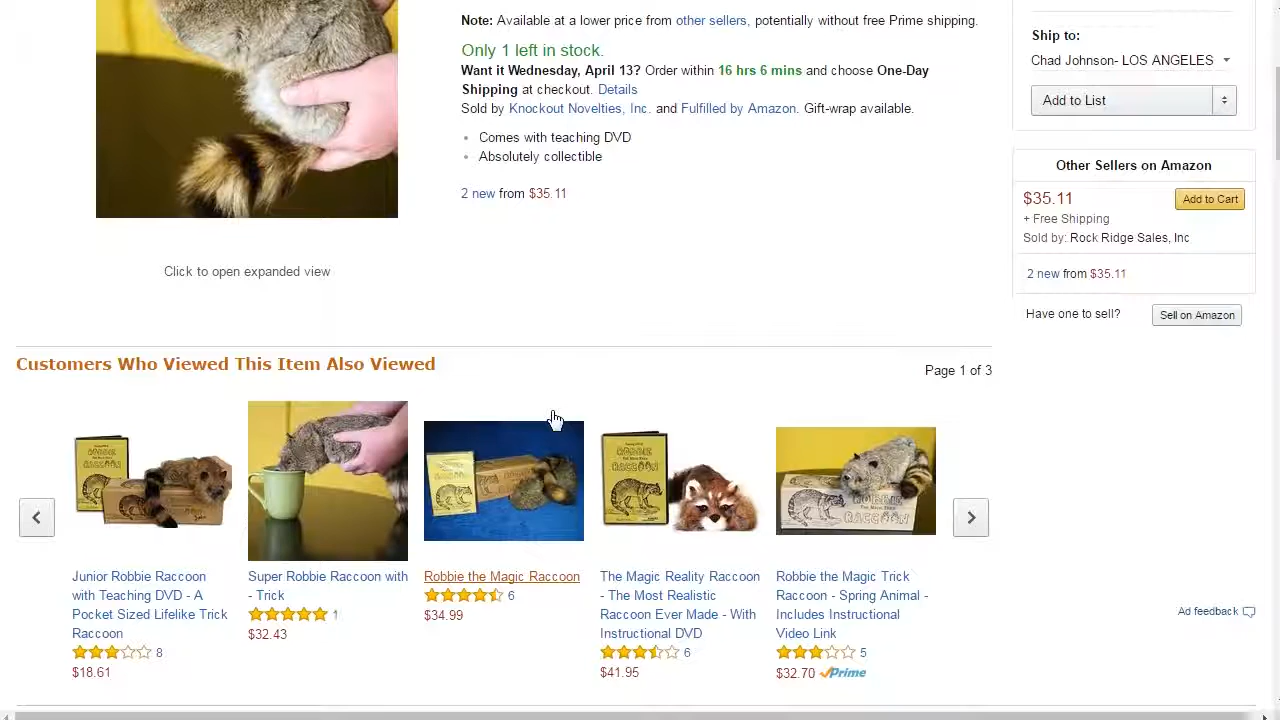 Note: Available at a lower price from other sellers, potentially without free Prime shipping.
Only 1 left in stock.
Want it Wednesday, April 13? Order within 16 hrs 6 mins and choose One-Day
Shipping at checkout. Details
Sold by Knockout Novelties, Inc. and Fulfilled by Amazon. Gift-wrap available.
Comes with teaching DVD
Absolutely collectible
2 new from $35.11
Click to open expanded view
Ship to:
Chad Johnson- LOS ANGELES
Add to List
Other Sellers on Amazon
$35.11
Add to Cart
+ Free Shipping
Sold by: Rock Ridge Sales, Inc
2 new from $35.11
Have one to sell?
Sell on Amazon
Customers Who Viewed This Item Also Viewed
Page 1 of 3
ROBBIE
RACCOON
ROBBIE
RACCOON
Junior Robbie Raccoon
with Teaching DVD - A
Pocket Sized Lifelike Trick
Raccoon
8
$18.61
Super Robbie Raccoon with
- Trick
1
$32.43
Robbie the Magic Raccoon
6
$34.99
The Magic Reality Raccoon
- The Most Realistic
Raccoon Ever Made - With
Instructional DVD
6
$41.95
Robbie the Magic Trick
Raccoon - Spring Animal -
Includes Instructional
Video Link
5
$32.70 Prime
Ad feedback